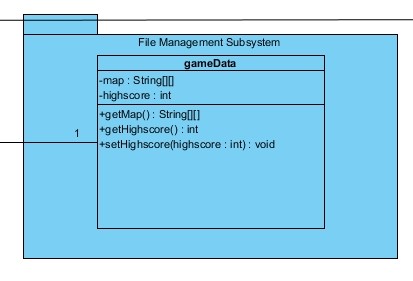 File Management Subsystem
gameData
-map : String[][]
-highscore : int
+getMap() : String[][]
+getHighscore() : int
1
+setHighscore(highscore : int) : void